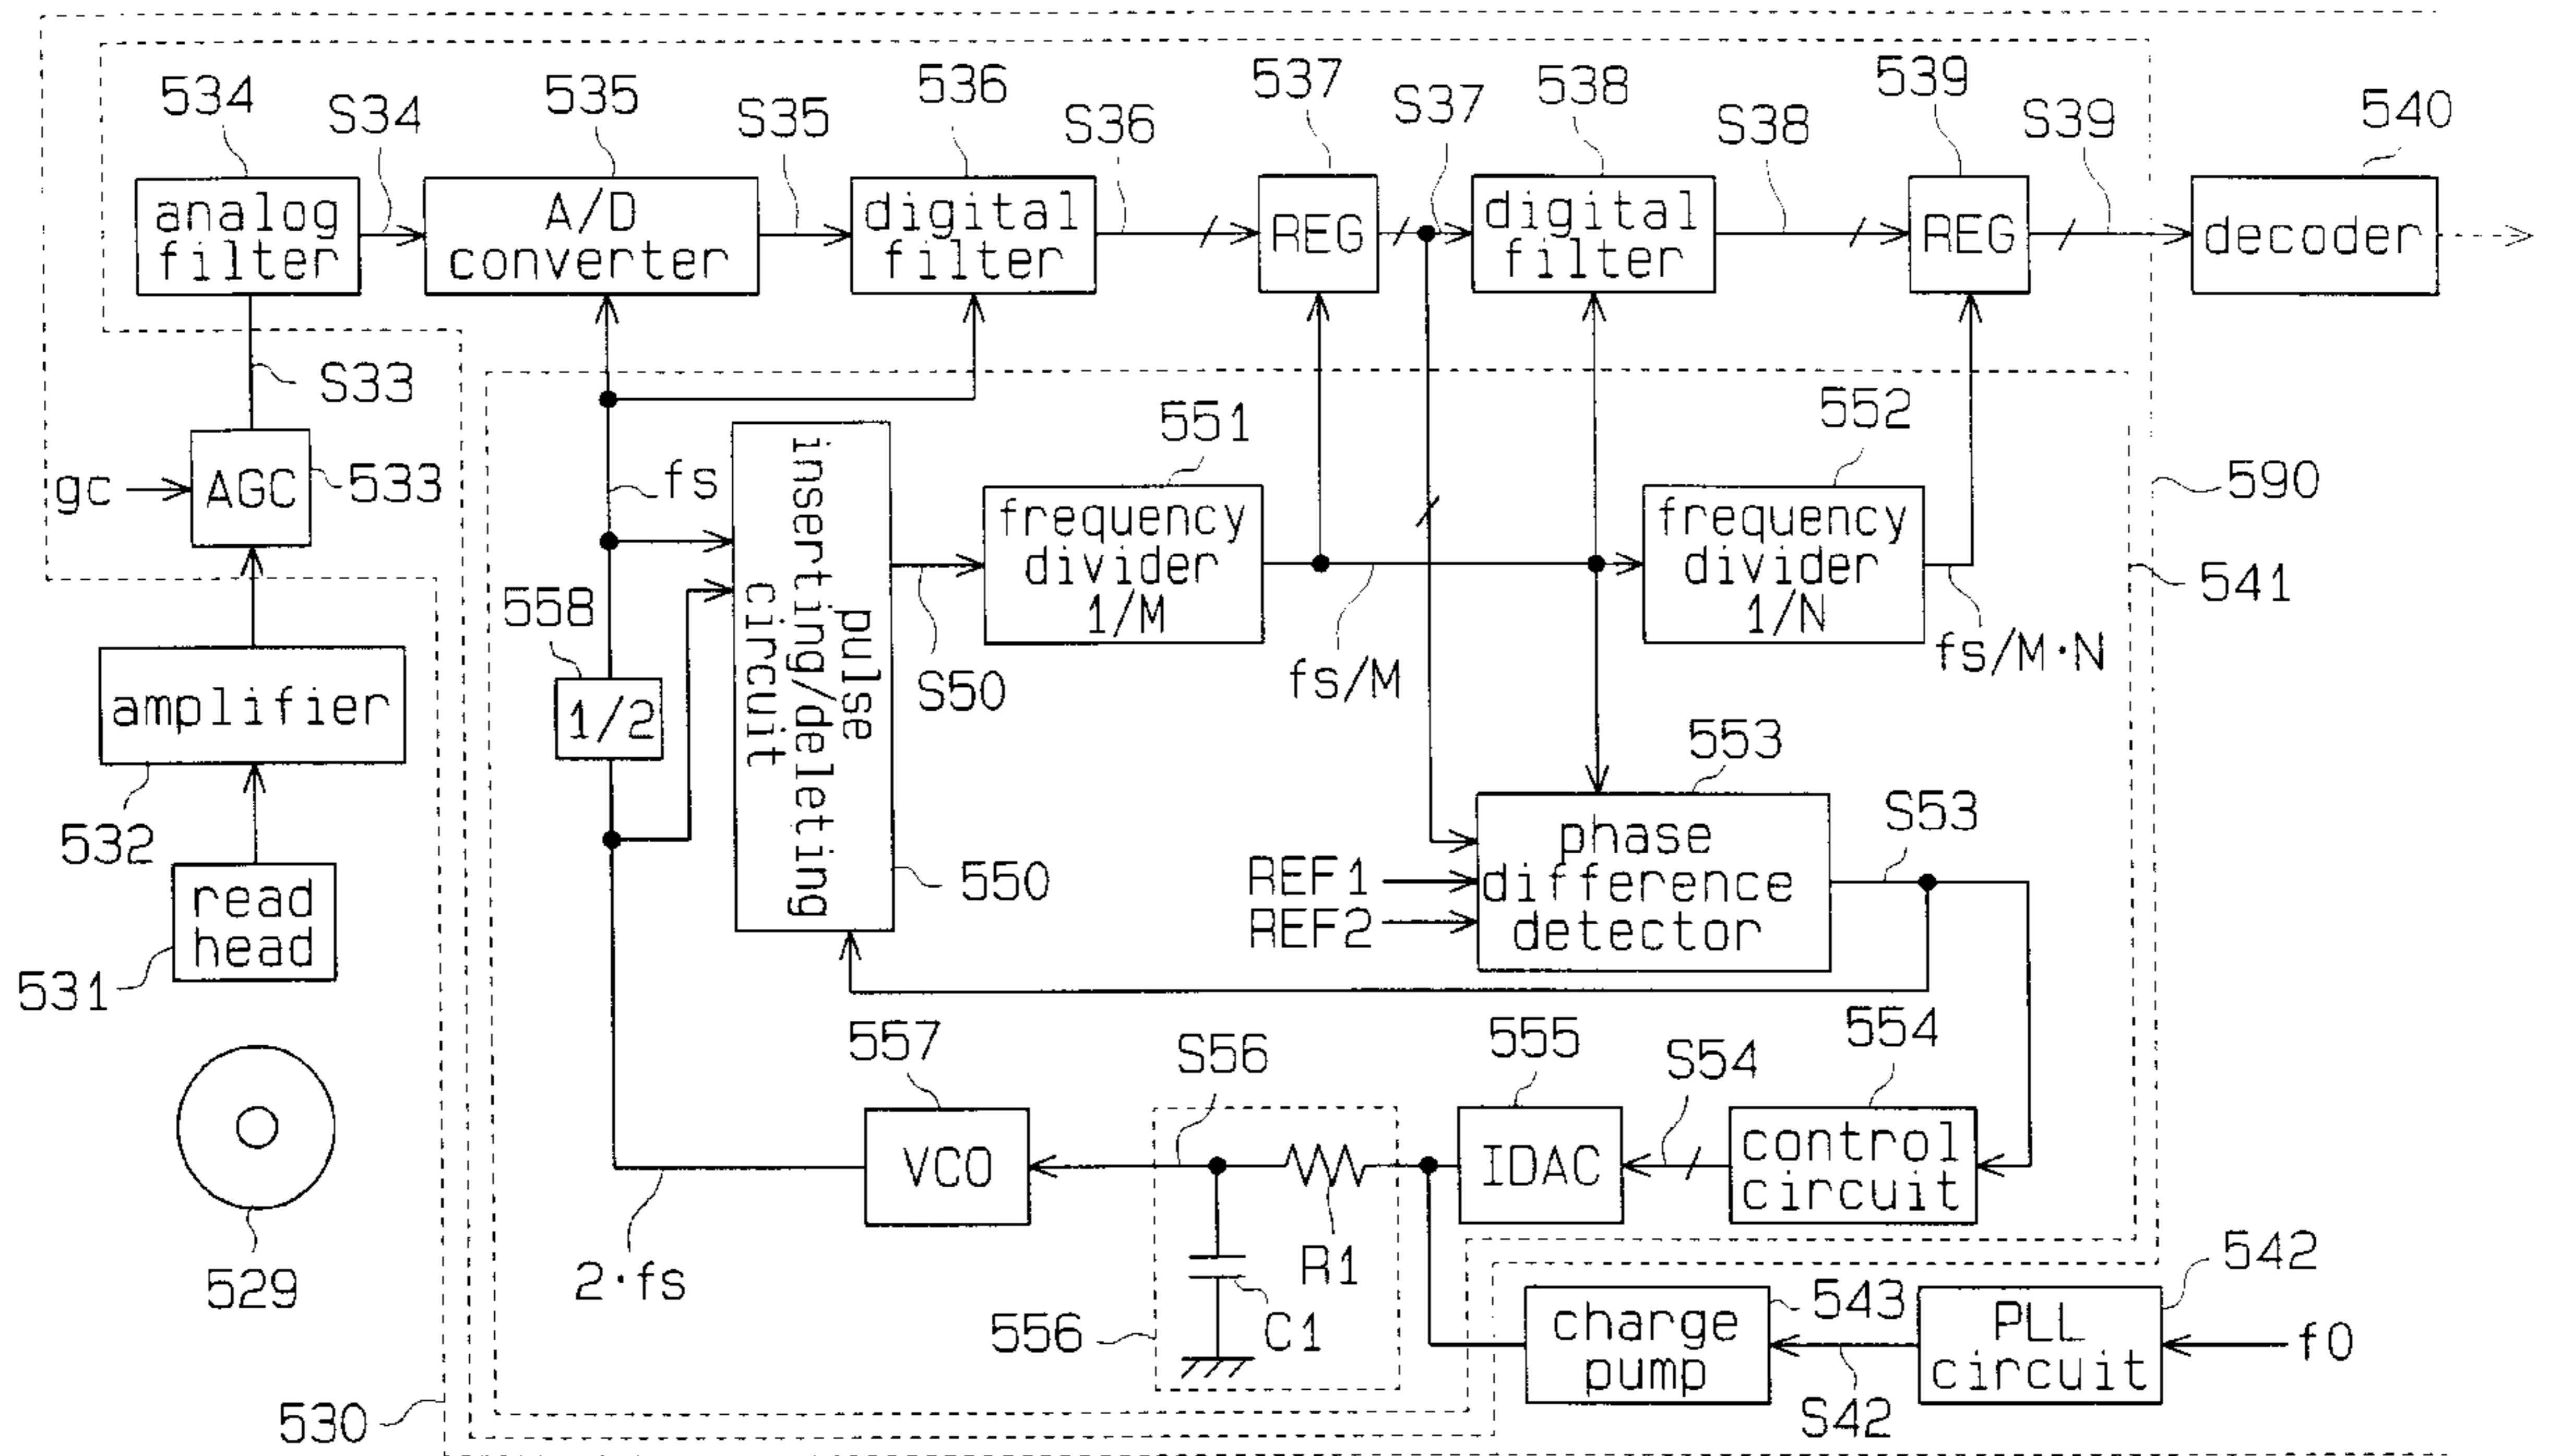 534
S34
535
S35
536
S36
537
S37
538
S38
539
S39
540
analog
filter
A/D
converter
digital
filter
REG
digital
filter
REG
decoder
S33
gc
AGC
533
fs
551
552
590
541
inserting/deleting
pulse
circuit
frequency
divider
1/M
frequency
divider
1/N
558
1/2
S50
fs/M
fs/M·N
amplifier
532
553
S53
read
head
531
550
REF1
REF2
phase
difference
detector
529
557
S56
555
S54
554
VCO
IDAC
control
circuit
2·fs
R1
C1
556
charge
pump
543
PLL
circuit
542
f0
S42
530